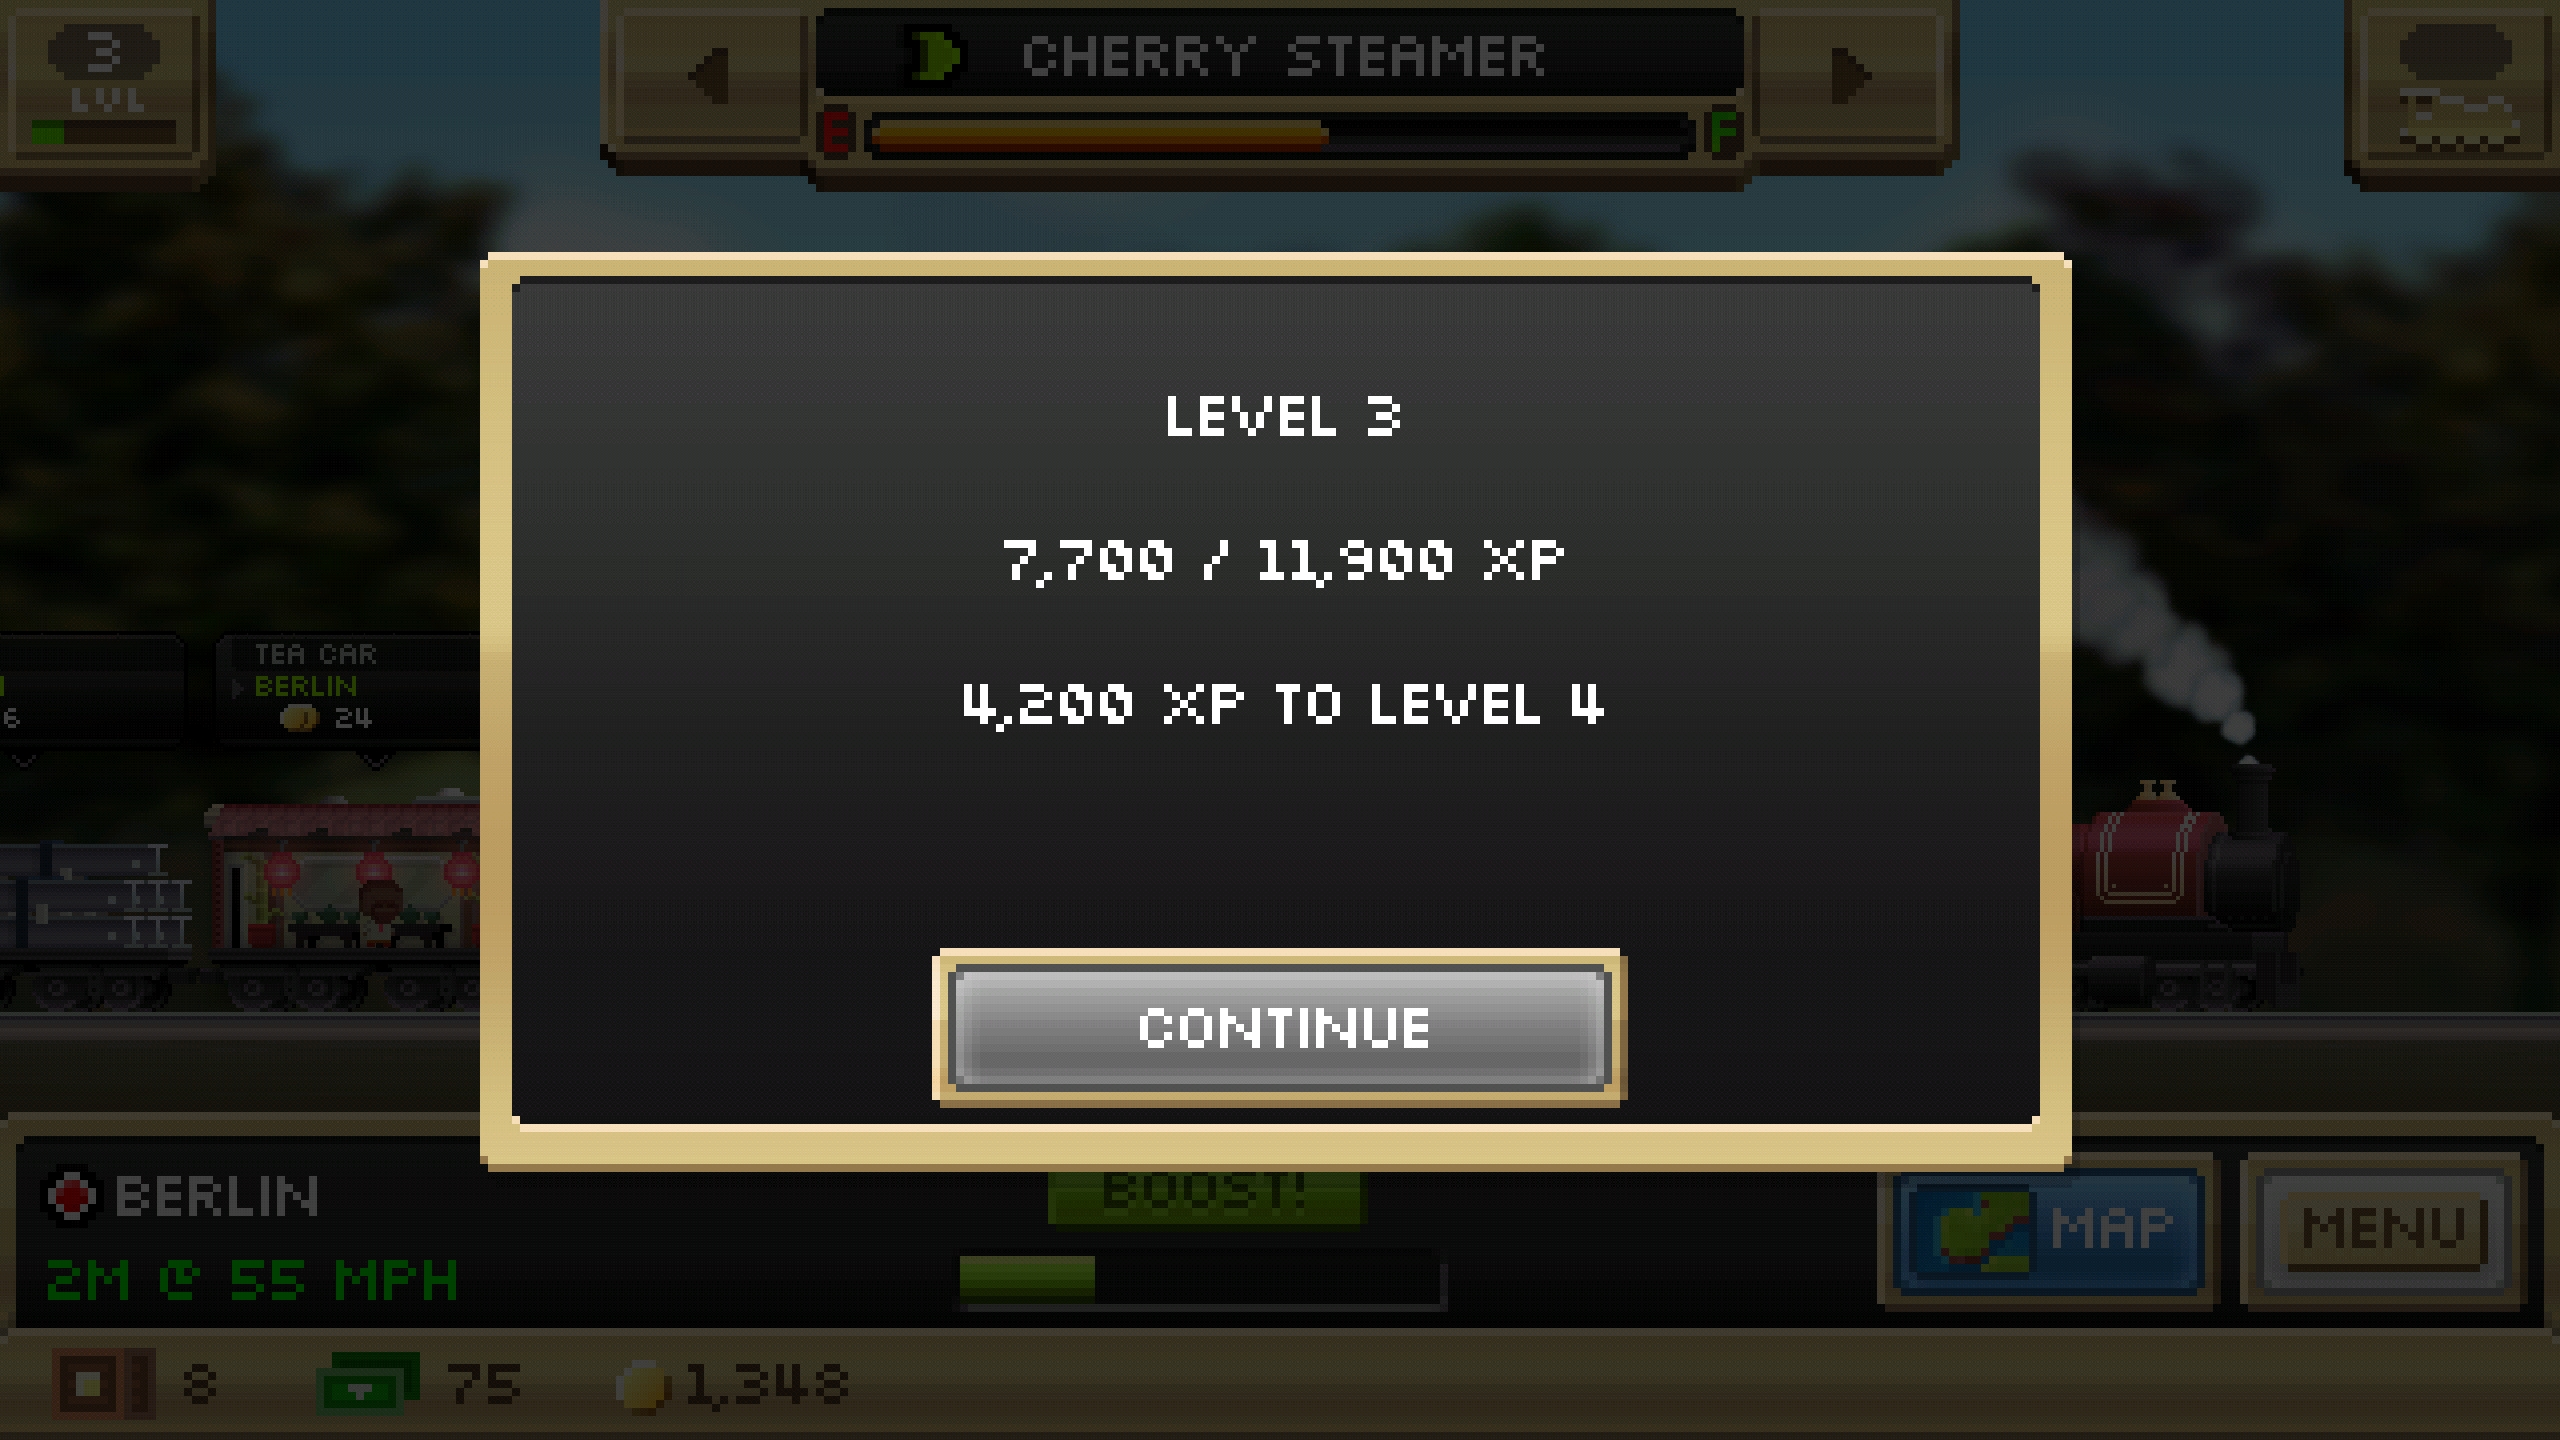 3
LVL
CHERRY STEAMER
E F
LEVEL 3
7,700 / 11,900 XP
4,200 XP TO LEVEL 4
CONTINUE
6
TEA CAR
BERLIN
24
BERLIN
2M @ 55 MPH
BOOST!
MAP
MENU
8 75 1,348